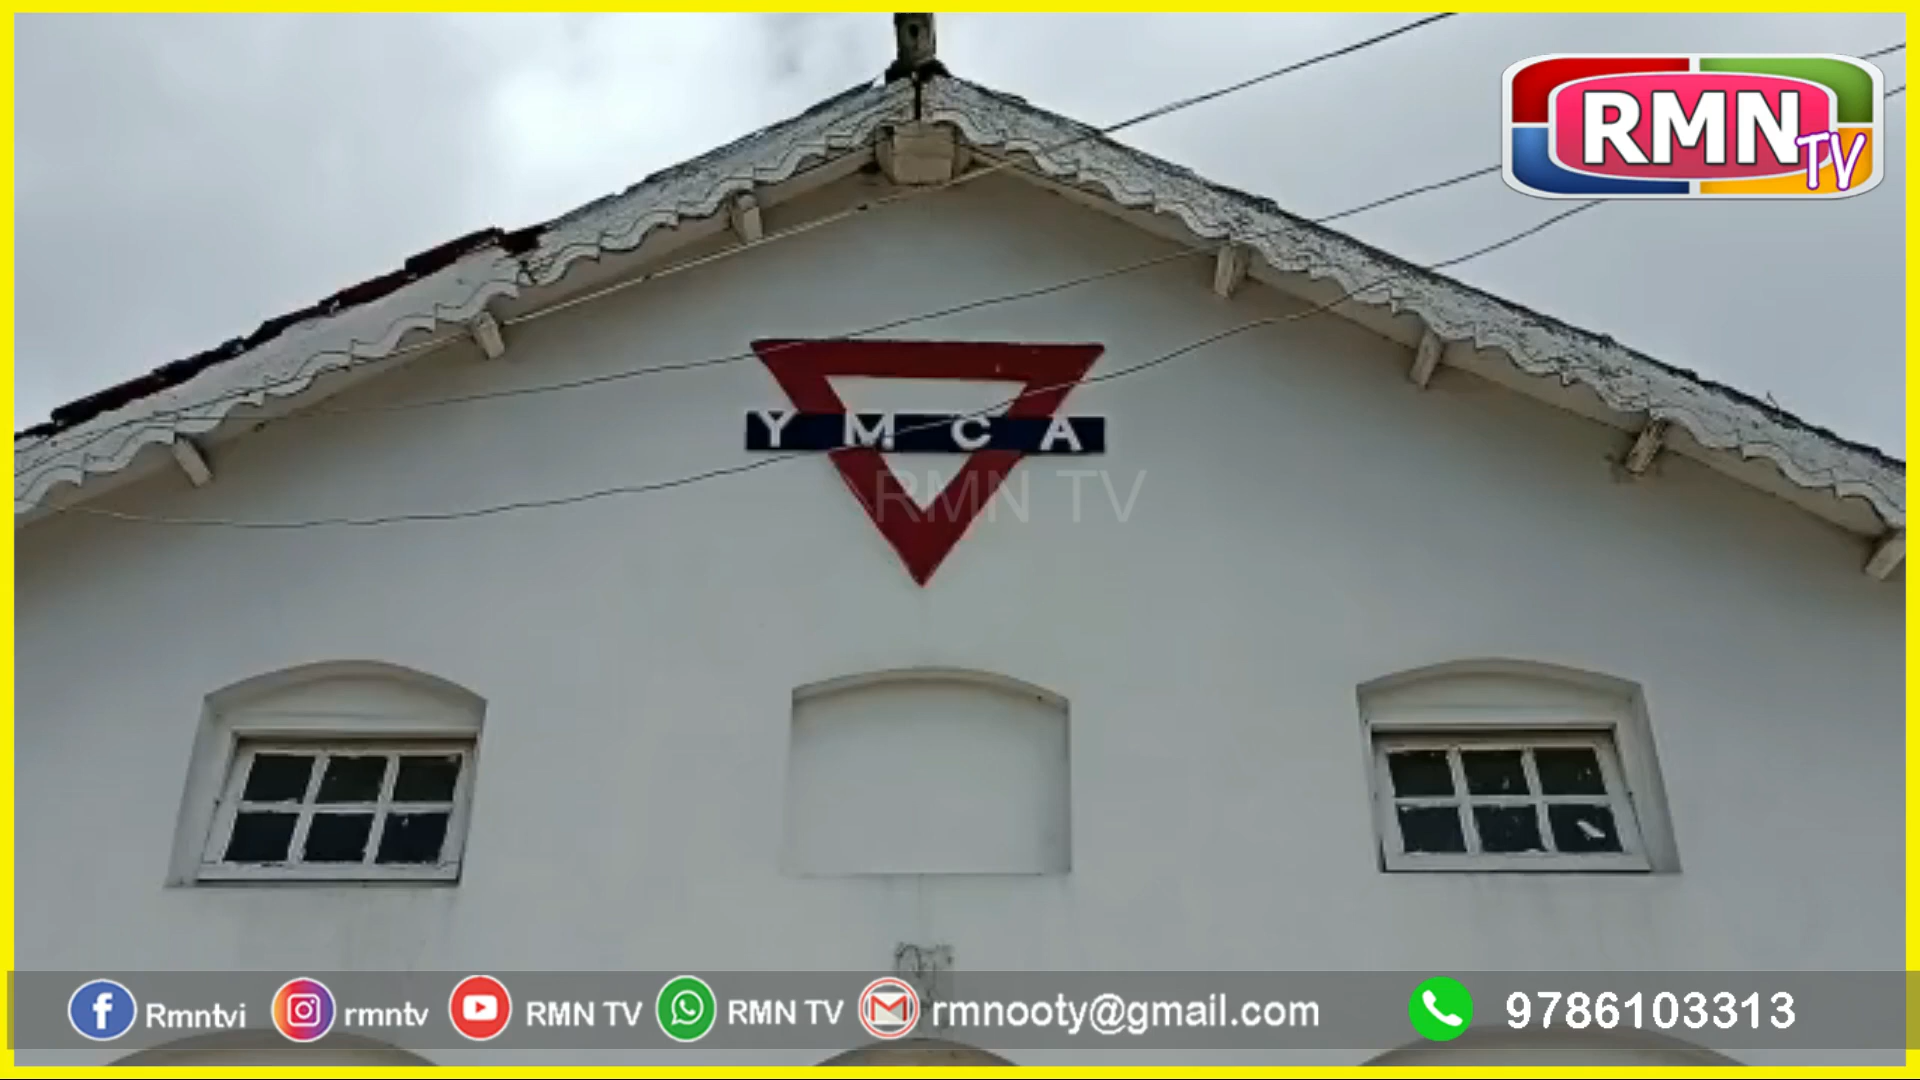 RMN TV
Y M C A
RMN TV
Rmntvi rmntv RMN TV RMN TV rmnooty@gmail.com 9786103313